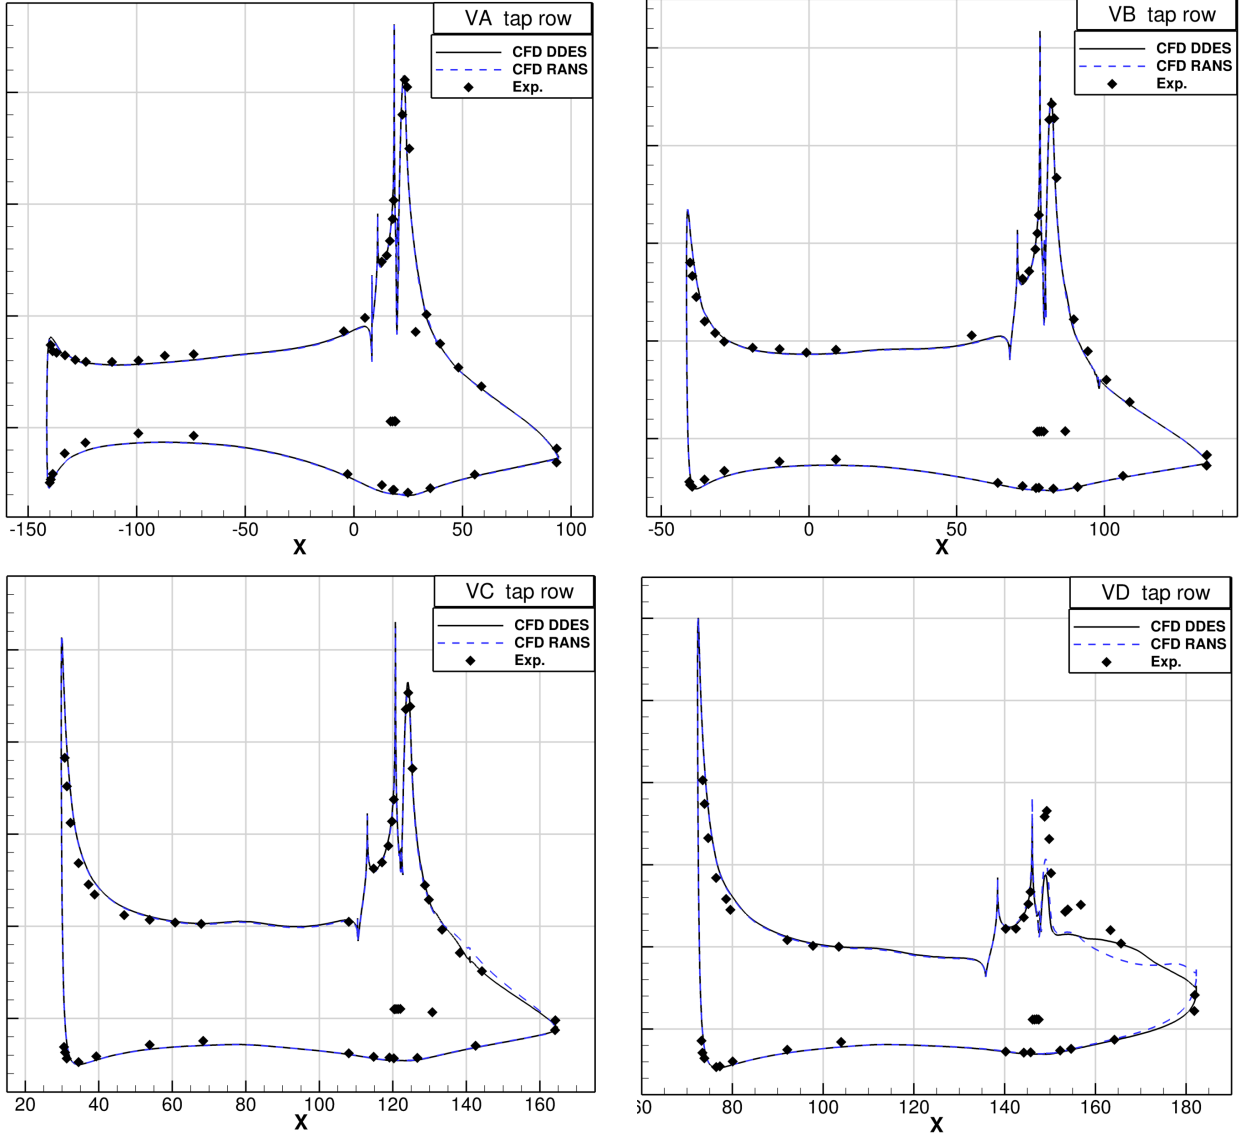 VA tap row
CFD DDES
CFD RANS
Exp.
-150 -100 -50 0 50 100
X
VB tap row
CFD DDES
CFD RANS
Exp.
-50 0 50 100
X
VC tap row
CFD DDES
CFD RANS
Exp.
20 40 60 80 100 120 140 160
X
VD tap row
CFD DDES
CFD RANS
Exp.
60 80 100 120 140 160 180
X